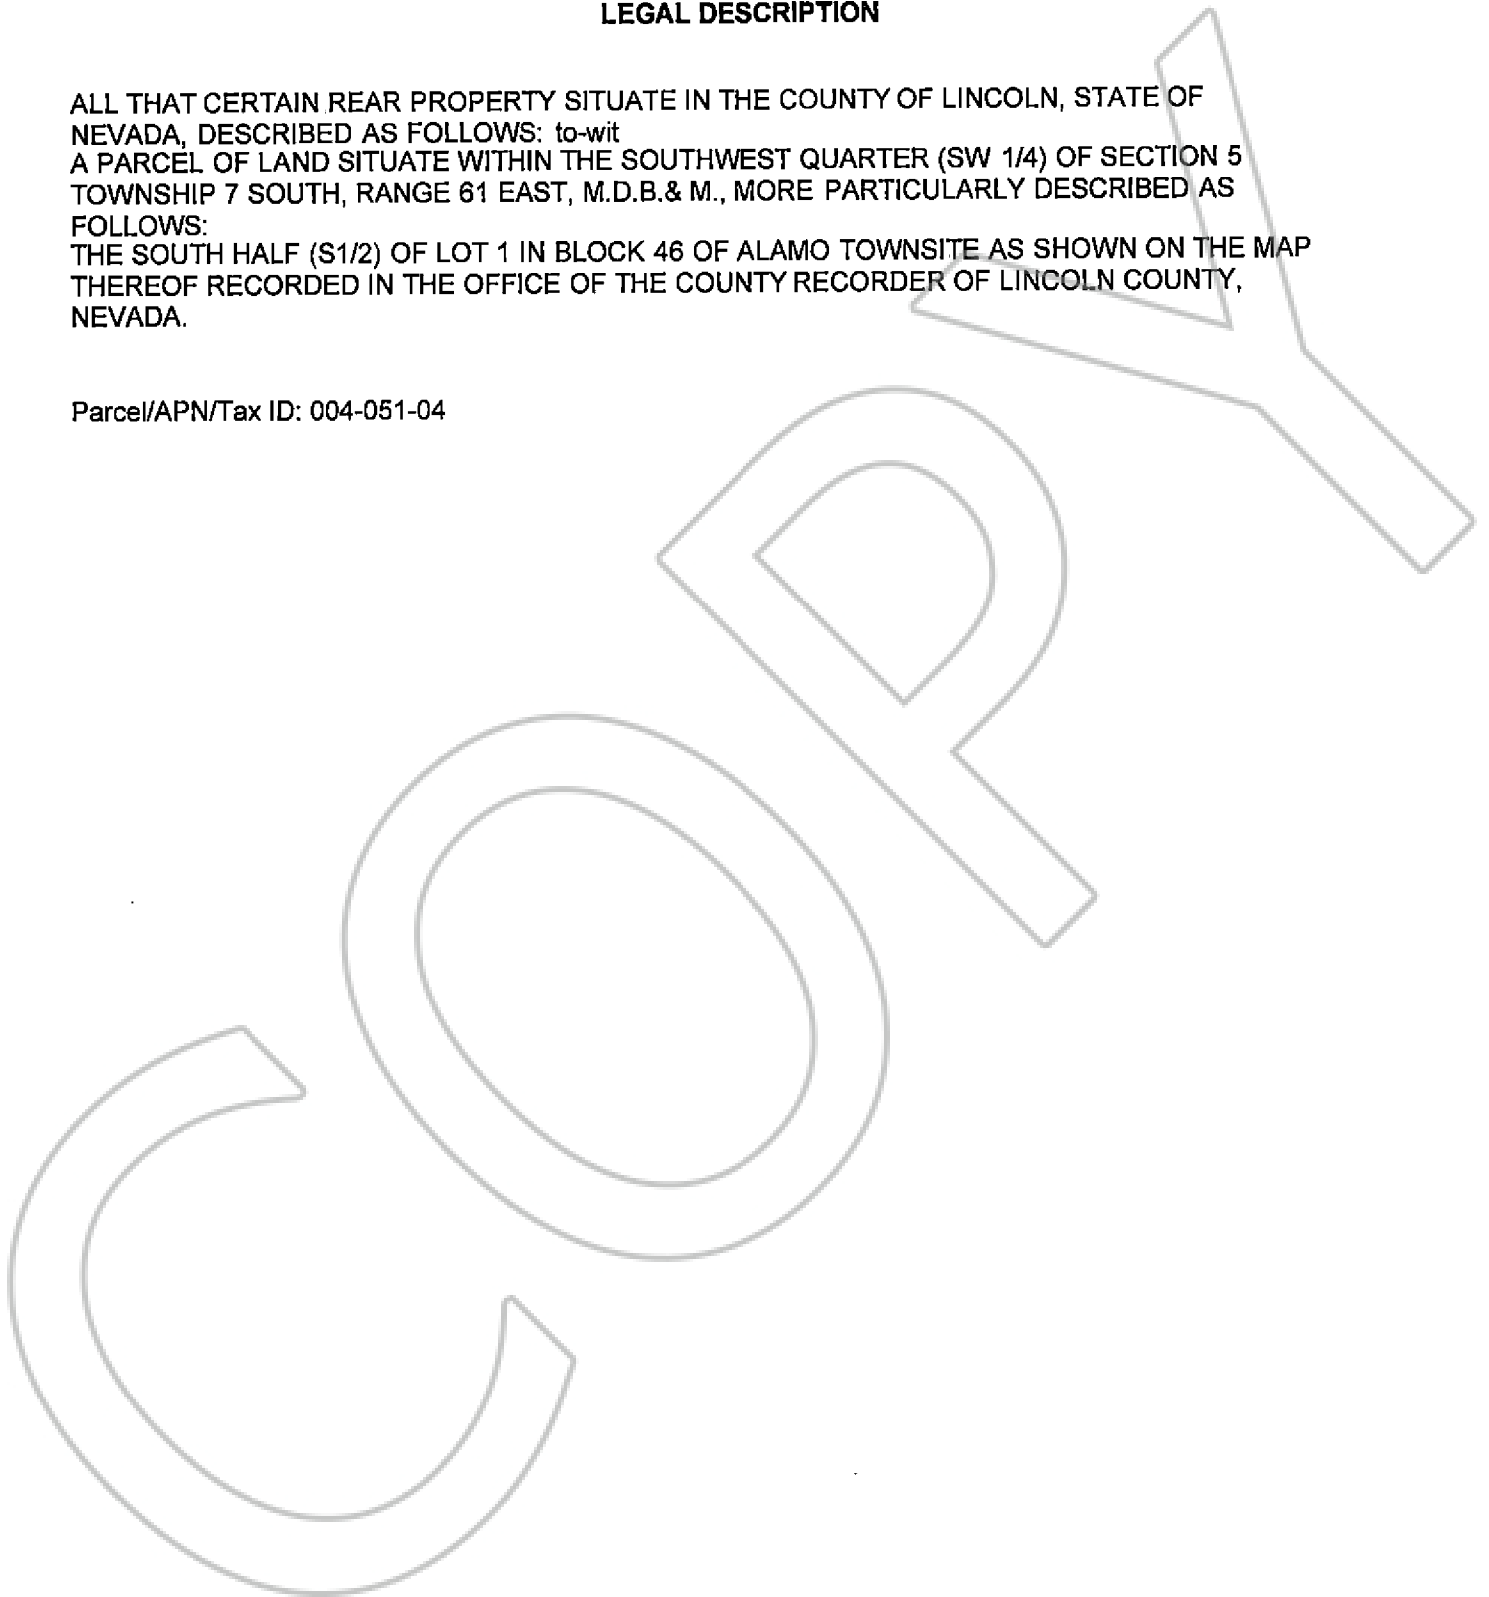 LEGAL DESCRIPTION
ALL THAT CERTAIN REAR PROPERTY SITUATE IN THE COUNTY OF LINCOLN, STATE OF
NEVADA, DESCRIBED AS FOLLOWS: to-wit
A PARCEL OF LAND SITUATE WITHIN THE SOUTHWEST QUARTER (SW 1/4) OF SECTION 5
TOWNSHIP 7 SOUTH, RANGE 61 EAST, M.D.B.& M., MORE PARTICULARLY DESCRIBED AS
FOLLOWS:
THE SOUTH HALF (S1/2) OF LOT 1 IN BLOCK 46 OF ALAMO TOWNSITE AS SHOWN ON THE MAP
THEREOF RECORDED IN THE OFFICE OF THE COUNTY RECORDER OF LINCOLN COUNTY,
NEVADA.
Parcel/APN/Tax ID: 004-051-04
COPY